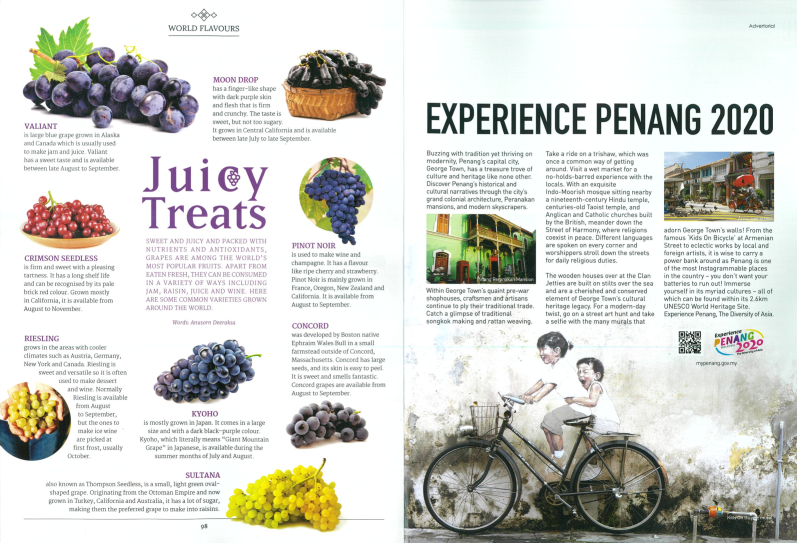 WORLD FLAVOURS
VALIANT
is large blue grape grown in Alaska
and Canada which is usually used
to make jam and juice. Valiant
has a sweet taste and is available
between late August to September.
MOON DROP
has a finger-like shape
with dark purple skin
and flesh that is firm
and crunchy. The taste is
sweet, but not too sugary.
It grows in Central California and is available
between late July to late September.
Juicy
Treats
SWEET AND JUICY AND PACKED WITH
NUTRIENTS AND ANTIOXIDANTS,
GRAPES ARE AMONG THE WORLD'S
MOST POPULAR FRUITS. APART FROM
EATEN FRESH, THEY CAN BE CONSUMED
IN A VARIETY OF WAYS INCLUDING
JAM, RAISIN, JUICE AND WINE. HERE
ARE SOME COMMON VARIETIES GROWN
AROUND THE WORLD.
Words: Anusorn Deerakna
CRIMSON SEEDLESS
is firm and sweet with a pleasing
tartness. It has a long shelf life
and can be recognised by its pale
brick red colour. Grown mostly
in California, it is available from
August to November.
PINOT NOIR
is used to make wine and
champagne. It has a flavour
like ripe cherry and strawberry.
Pinot Noir is mainly grown in
France, Oregon, New Zealand and
California. It is available from
August to September.
RIESLING
grows in the areas with cooler
climates such as Austria, Germany,
New York and Canada. Riesling is
sweet and versatile so it is often
used to make dessert
and wine. Normally
Riesling is available
from August
to September,
but the ones to
make ice wine
are picked at
first frost, usually
October.
CONCORD
was developed by Boston native
Ephraim Wales Bull in a small
farmstead outside of Concord,
Massachusetts. Concord has large
seeds, and its skin is easy to peel.
It is sweet and smells fantastic.
Concord grapes are available from
August to September.
KYOHO
is mostly grown in Japan. It comes in a large
size and with a dark black-purple colour.
Kyoho, which literally means "Giant Mountain
Grape" in Japanese, is available during the
summer months of July and August.
SULTANA
also known as Thompson Seedless, is a small, light green oval-
shaped grape. Originating from the Ottoman Empire and now
grown in Turkey, California and Australia, it has a lot of sugar,
making them the preferred grape to make into raisins.
98
Advertorial
EXPERIENCE PENANG 2020
Buzzing with tradition yet thriving on
modernity, Penang's capital city,
George Town, has a treasure trove of
culture and heritage like none other.
Discover Penang's historical and
cultural narratives through the city's
grand colonial architecture, Peranakan
mansions, and modern skyscrapers.
Pinang Peranakan Mansion
Within George Town's quaint pre-war
shophouses, craftsmen and artisans
continue to ply their traditional trade.
Catch a glimpse of traditional
songkok making and rattan weaving.
Take a ride on a trishaw, which was
once a common way of getting
around. Visit a wet market for a
no-holds-barred experience with the
locals. With an exquisite
Indo-Moorish mosque sitting nearby
a nineteenth-century Hindu temple,
centuries-old Taoist temple, and
Anglican and Catholic churches built
by the British, meander down the
Street of Harmony, where religions
coexist in peace. Different languages
are spoken on every corner and
worshippers stroll down the streets
for daily religious duties.
The wooden houses over at the Clan
Jetties are built on stilts over the sea
and are a cherished and conserved
element of George Town's cultural
heritage legacy. For a modern-day
twist, go on a street art hunt and take
a selfie with the many murals that
adorn George Town's walls! From the
famous 'Kids On Bicycle' at Armenian
Street to eclectic works by local and
foreign artists, it is wise to carry a
power bank around as Penang is one
of the most Instagrammable places
in the country – you don't want your
batteries to run out! Immerse
yourself in its myriad cultures – all of
which can be found within its 2.6km
UNESCO World Heritage Site.
Experience Penang, The Diversity of Asia.
Experience
PENANG
2020
mypenang.gov.my